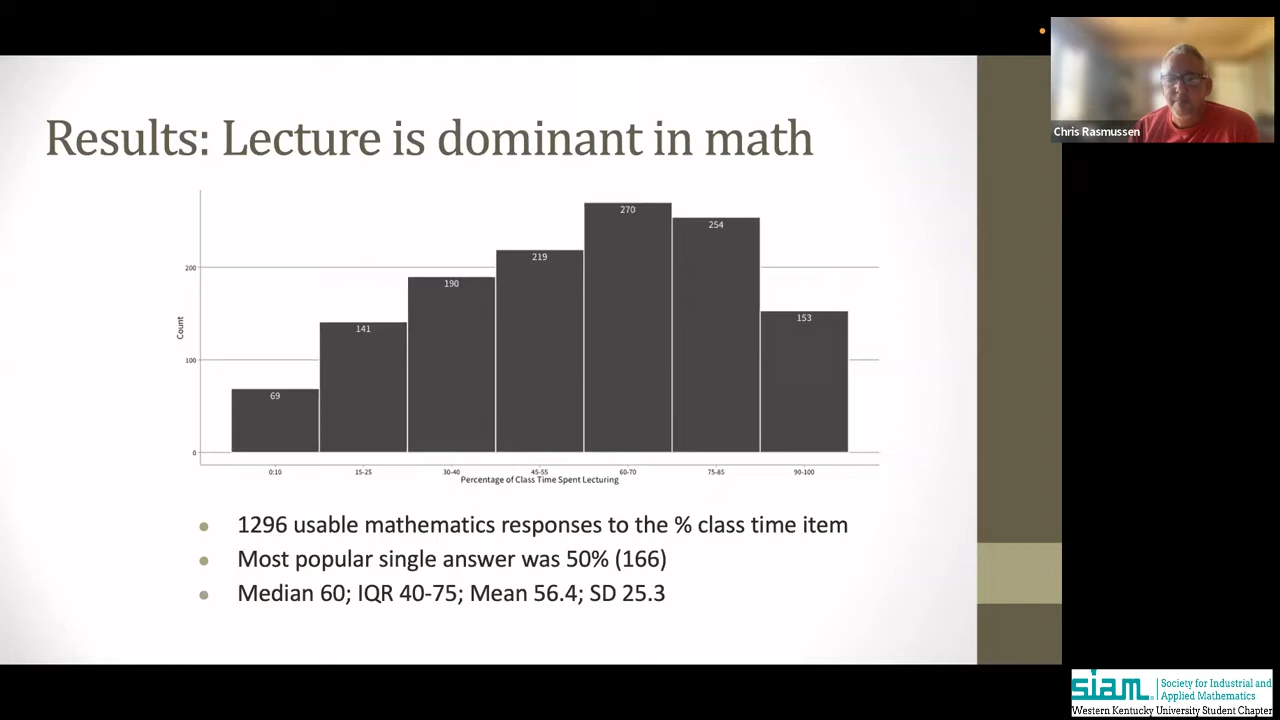 Results: Lecture is dominant in math
270
254
219
200
190
153
141
Count
100
69
0
0:10 15-25 30-40 45-55 60-70 75-85 90-100
Percentage of Class Time Spent Lecturing
• 1296 usable mathematics responses to the % class time item
• Most popular single answer was 50% (166)
• Median 60; IQR 40-75; Mean 56.4; SD 25.3
Chris Rasmussen
siam. Society for Industrial and
Applied Mathematics
Western Kentucky University Student Chapter